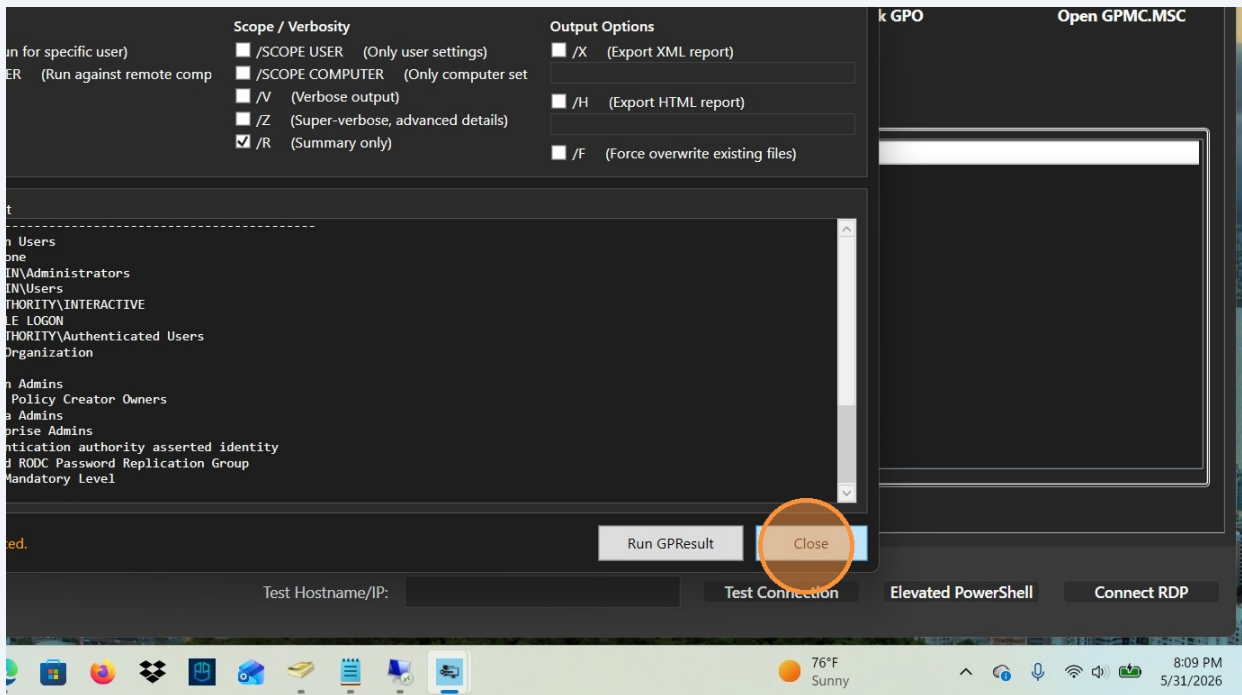 k GPO
Open GPMC.MSC
Scope / Verbosity
Output Options
un for specific user)
ER (Run against remote comp
/SCOPE USER (Only user settings)
/SCOPE COMPUTER (Only computer set
/V (Verbose output)
/Z (Super-verbose, advanced details)
/R (Summary only)
/X (Export XML report)
/H (Export HTML report)
/F (Force overwrite existing files)
t
-------------------------------------------
n Users
one
IN\Administrators
IN\Users
THORITY\INTERACTIVE
LE LOGON
THORITY\Authenticated Users
Organization
n Admins
Policy Creator Owners
a Admins
prise Admins
ntication authority asserted identity
d RODC Password Replication Group
Mandatory Level
ted.
Run GPResult
Close
Test Hostname/IP:
Test Connection
Elevated PowerShell
Connect RDP
76°F
Sunny
8:09 PM
5/31/2026